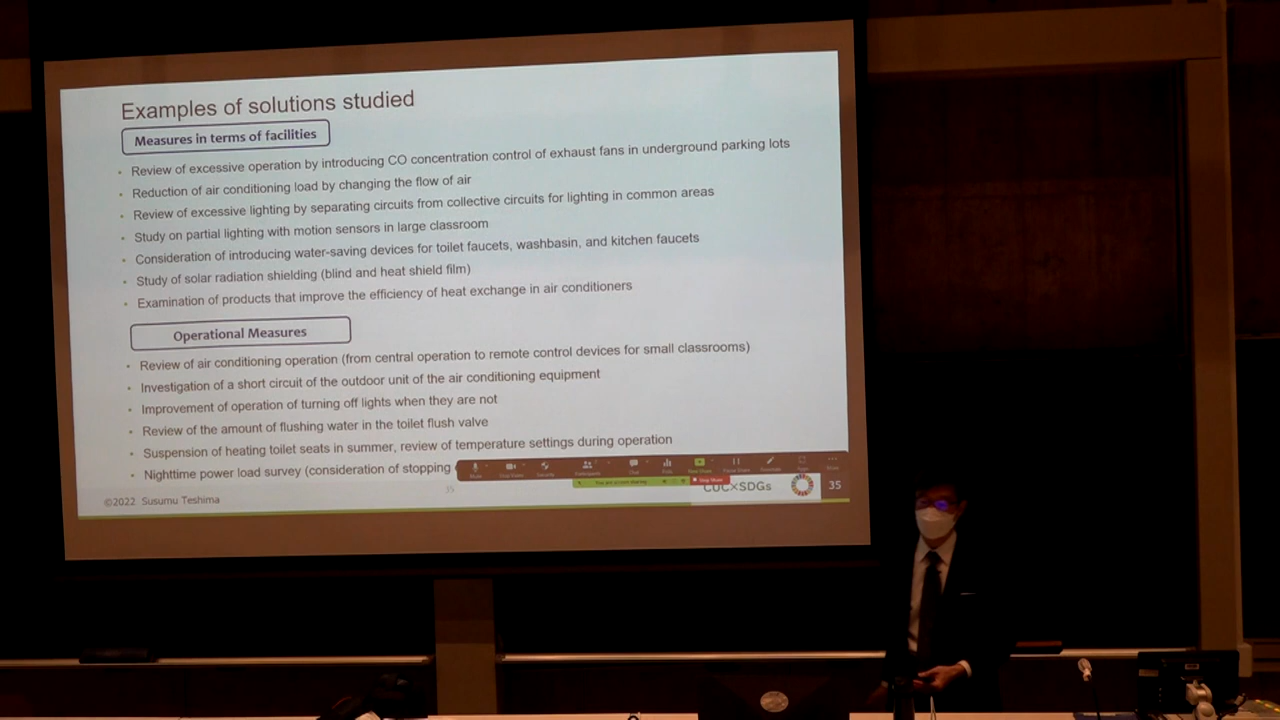 Examples of solutions studied
Measures in terms of facilities
• Review of excessive operation by introducing CO concentration control of exhaust fans in underground parking lots
• Reduction of air conditioning load by changing the flow of air
• Review of excessive lighting by separating circuits from collective circuits for lighting in common areas
• Study on partial lighting with motion sensors in large classroom
• Consideration of introducing water-saving devices for toilet faucets, washbasin, and kitchen faucets
• Study of solar radiation shielding (blind and heat shield film)
• Examination of products that improve the efficiency of heat exchange in air conditioners
Operational Measures
• Review of air conditioning operation (from central operation to remote control devices for small classrooms)
• Investigation of a short circuit of the outdoor unit of the air conditioning equipment
• Improvement of operation of turning off lights when they are not
• Review of the amount of flushing water in the toilet flush valve
• Suspension of heating toilet seats in summer, review of temperature settings during operation
• Nighttime power load survey (consideration of stopping
You are screen sharing
Stop Share
35
CUC×SDGs
35
©2022 Susumu Teshima